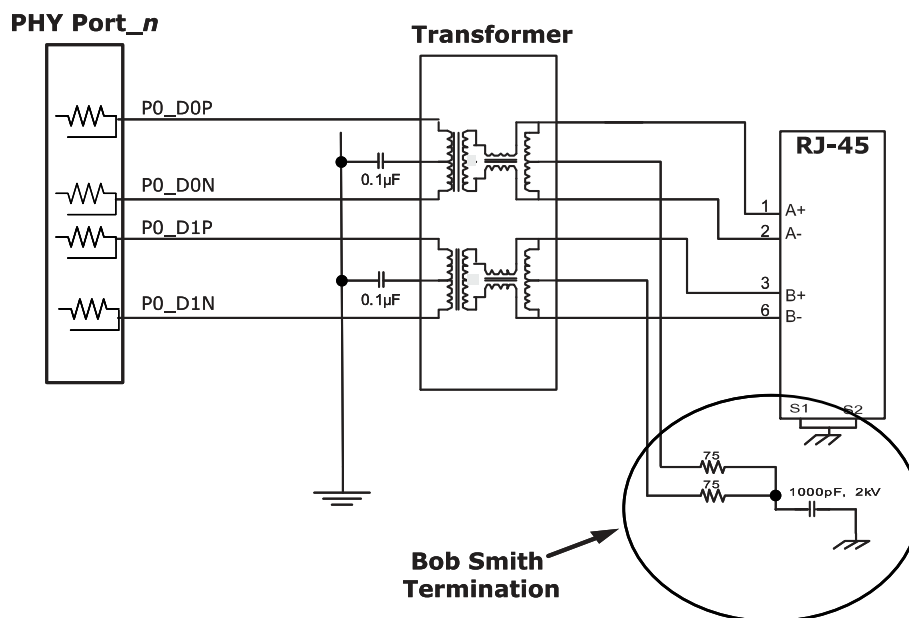 PHY Port_n
Transformer
P0_D0P
RJ-45
0.1µF
P0_D0N
1 A+
2 A-
P0_D1P
3 B+
0.1µF
P0_D1N
6 B-
S1 S2
75
75
1000pF, 2kV
Bob Smith
Termination